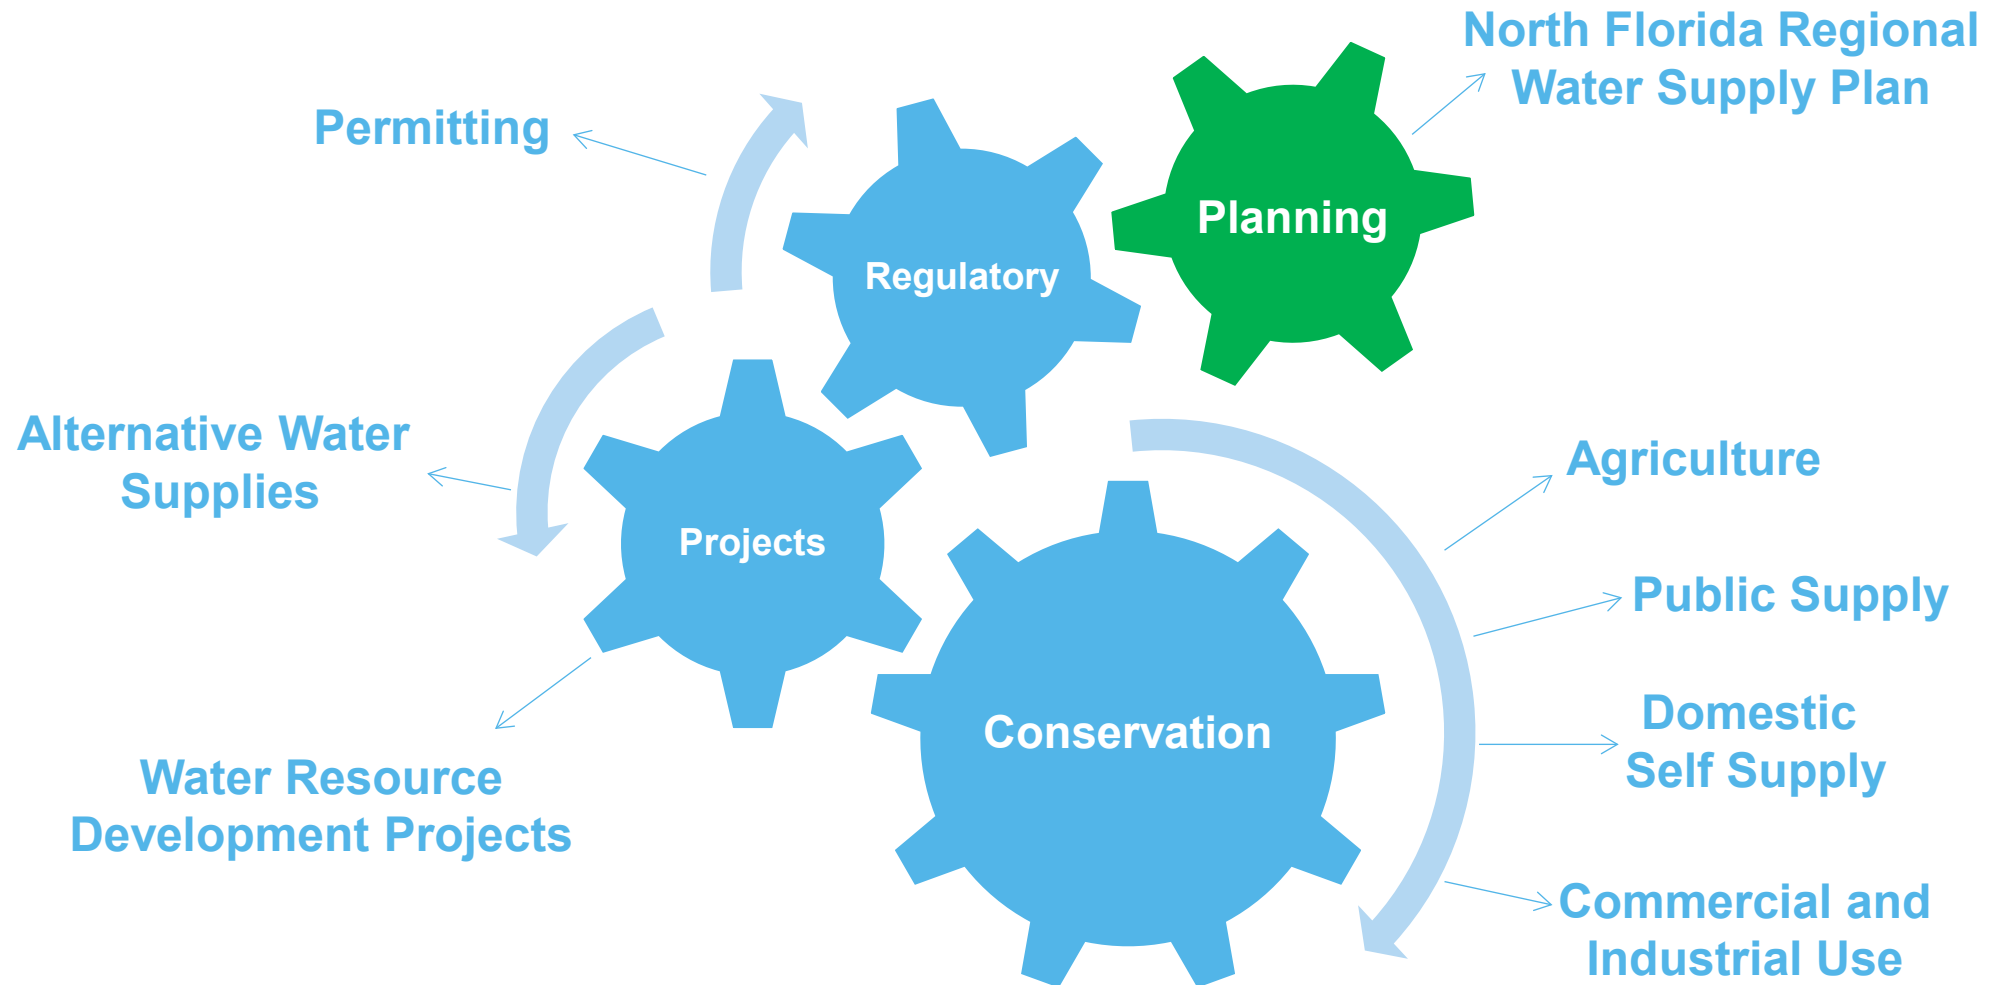 North Florida Regional
Water Supply Plan
Permitting
Planning
Regulatory
Alternative Water
Supplies
Agriculture
Projects
Public Supply
Domestic
Self Supply
Conservation
Water Resource
Development Projects
Commercial and
Industrial Use